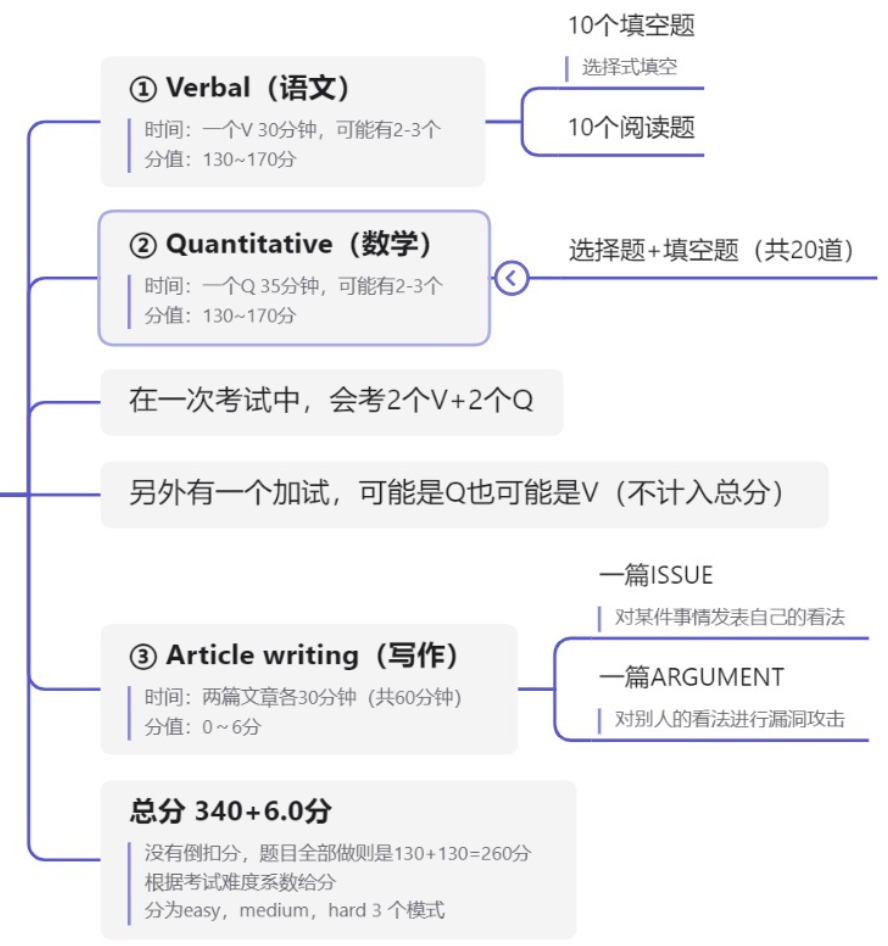 ① Verbal（语文）
时间：一个V 30分钟，可能有2-3个
分值：130~170分
10个填空题
选择式填空
10个阅读题
② Quantitative（数学）
时间：一个Q 35分钟，可能有2-3个
分值：130~170分
选择题+填空题（共20道）
在一次考试中，会考2个V+2个Q
另外有一个加试，可能是Q也可能是V（不计入总分）
③ Article writing（写作）
时间：两篇文章各30分钟（共60分钟）
分值：0～6分
一篇ISSUE
对某件事情发表自己的看法
一篇ARGUMENT
对别人的看法进行漏洞攻击
总分 340+6.0分
没有倒扣分，题目全部做则是130+130=260分
根据考试难度系数给分
分为easy，medium，hard 3 个模式